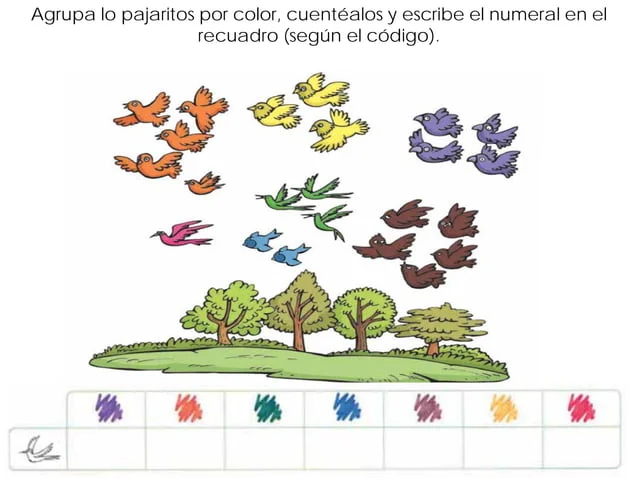 Agrupa lo pajaritos por color, cuentéalos y escribe el numeral en el
recuadro (según el código).